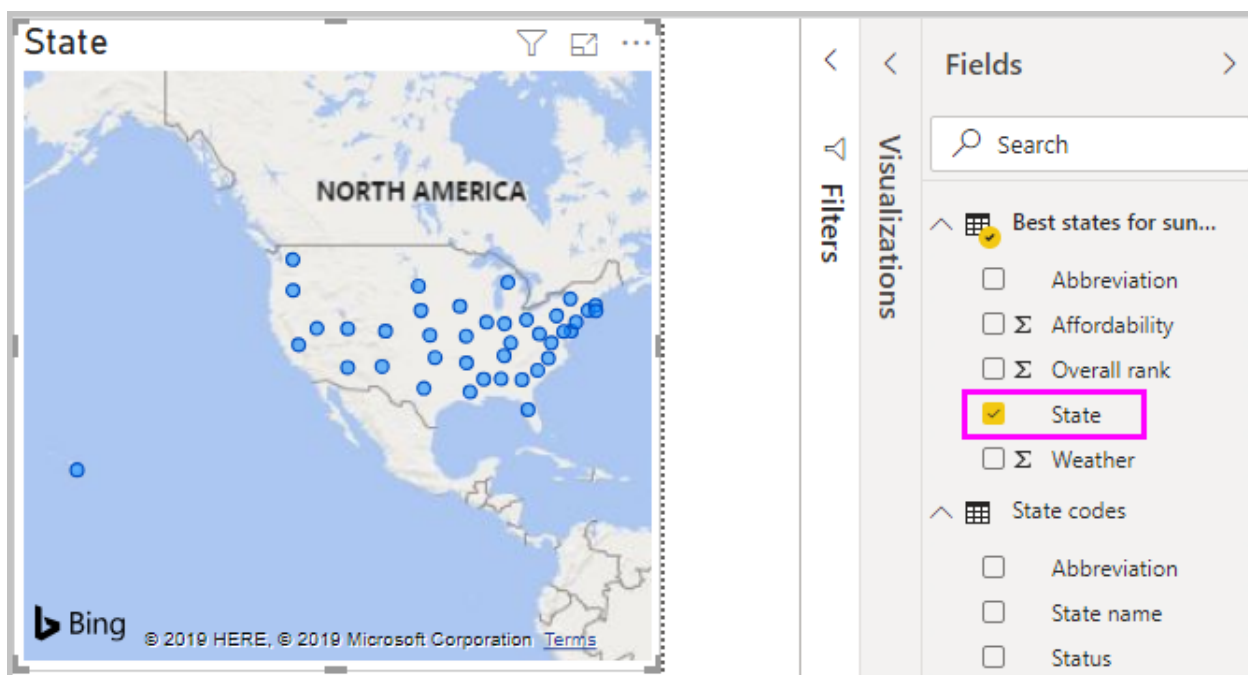 State
NORTH AMERICA
Bing
© 2019 HERE, © 2019 Microsoft Corporation Terms
Filters
Visualizations
Fields
Search
Best states for sun...
Abbreviation
Σ Affordability
Σ Overall rank
State
Σ Weather
State codes
Abbreviation
State name
Status